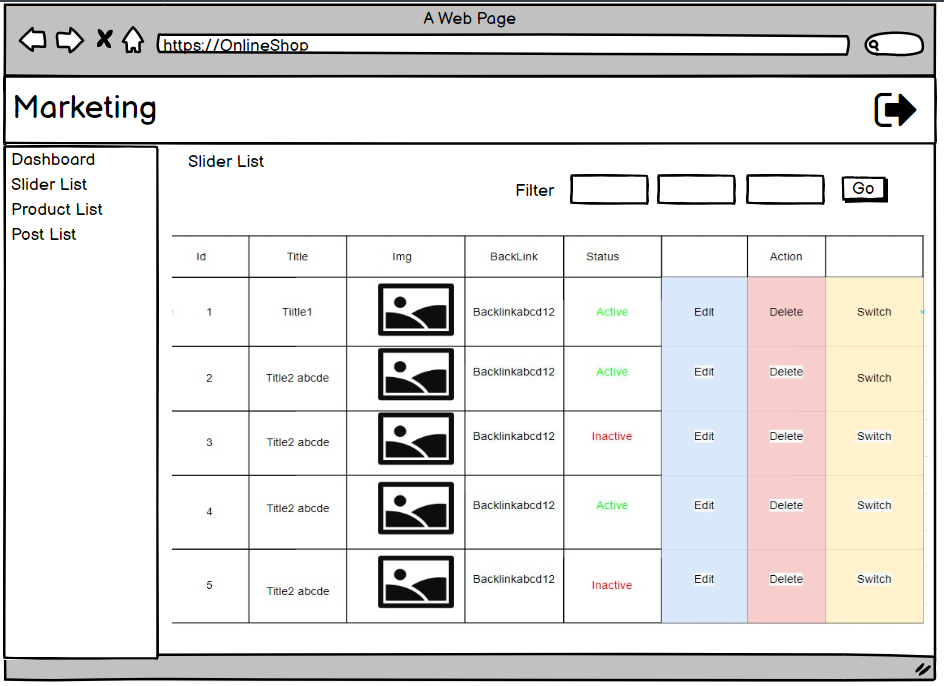 A Web Page
https://OnlineShop
Marketing
Dashboard
Slider List
Product List
Post List
Slider List
Filter Go
Id Title Img BackLink Status Action
1 Tiitle1 Backlinkabcd12 Active Edit Delete Switch
2 Title2 abcde Backlinkabcd12 Active Edit Delete Switch
3 Title2 abcde Backlinkabcd12 Inactive Edit Delete Switch
4 Title2 abcde Backlinkabcd12 Active Edit Delete Switch
5 Title2 abcde Backlinkabcd12 Inactive Edit Delete Switch